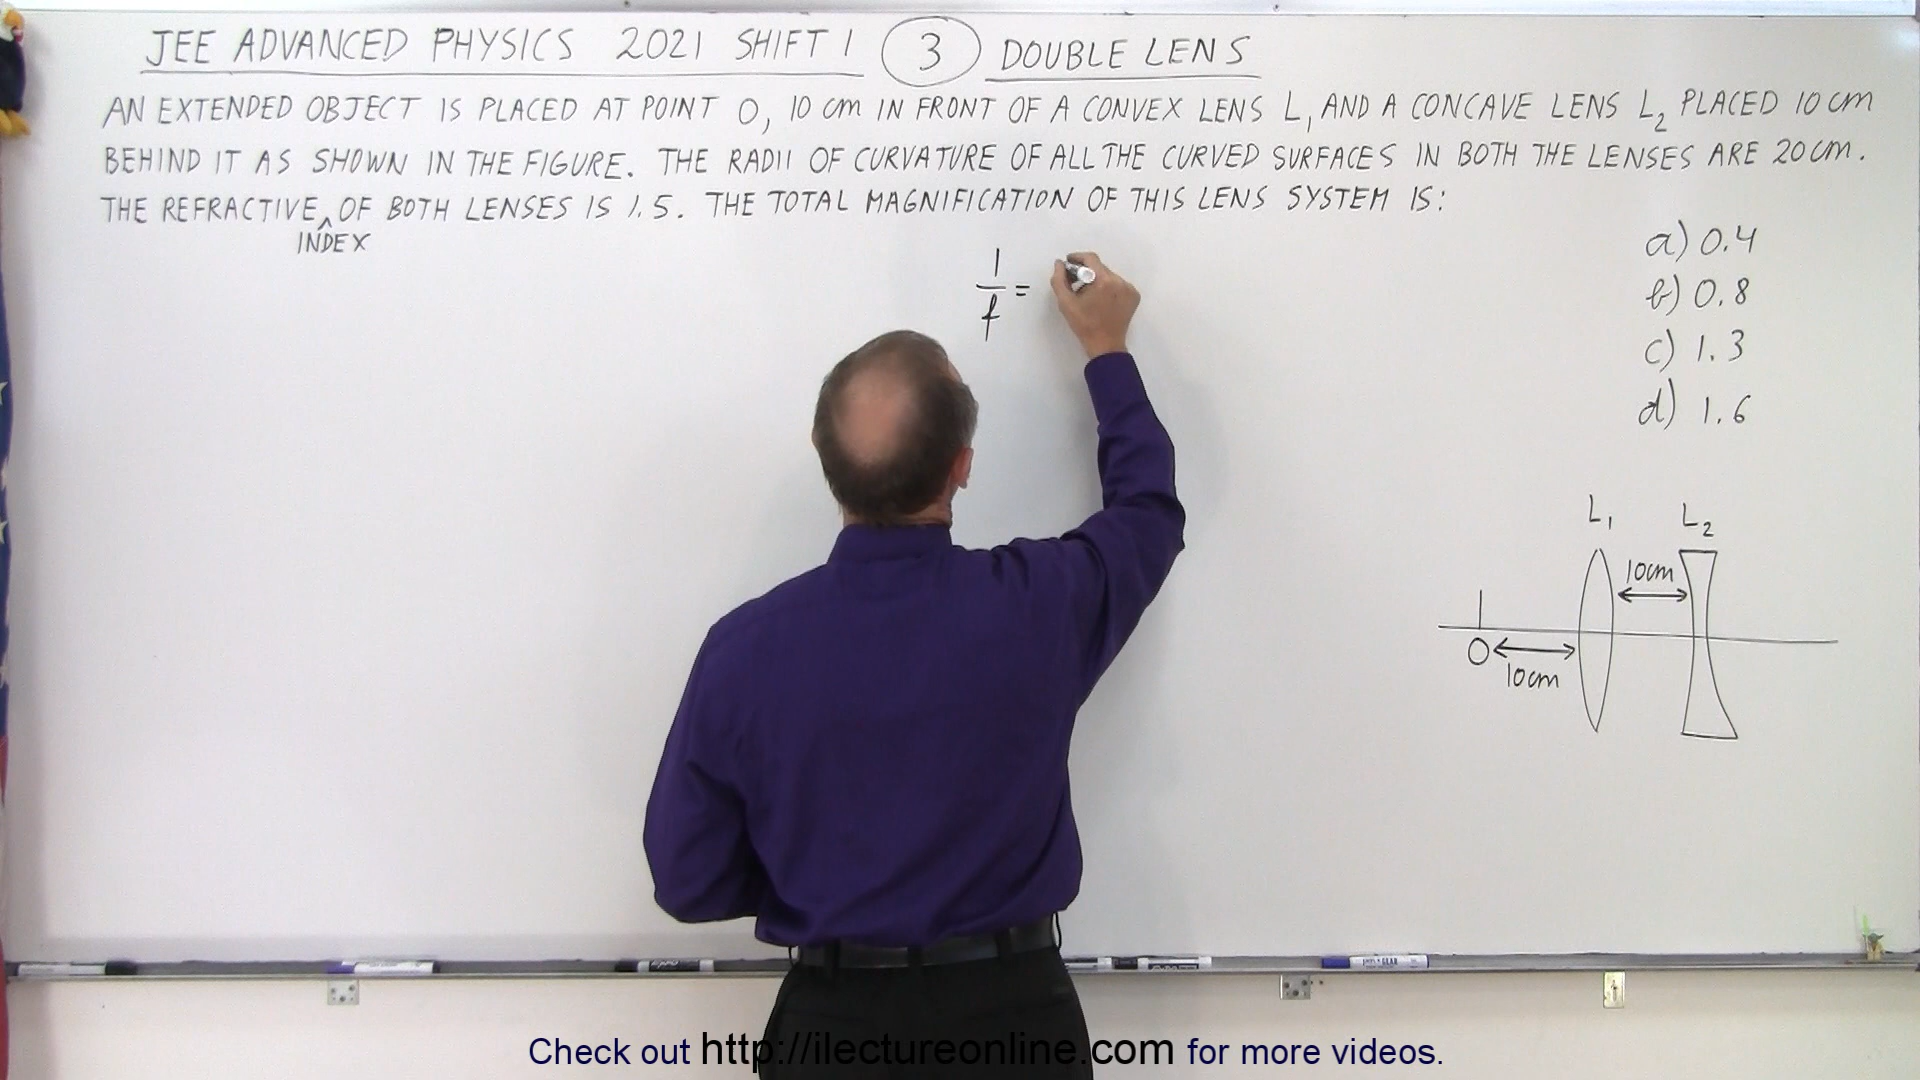 JEE ADVANCED PHYSICS 2021 SHIFT 1 3 DOUBLE LENS
AN EXTENDED OBJECT IS PLACED AT POINT O, 10 cm IN FRONT OF A CONVEX LENS L1 AND A CONCAVE LENS L2 PLACED 10 cm
BEHIND IT AS SHOWN IN THE FIGURE. THE RADII OF CURVATURE OF ALL THE CURVED SURFACES IN BOTH THE LENSES ARE 20 cm.
THE REFRACTIVE ^ OF BOTH LENSES IS 1.5. THE TOTAL MAGNIFICATION OF THIS LENS SYSTEM IS:
INDEX
1/f =
a) 0.4
b) 0.8
c) 1.3
d) 1.6
L1 L2
10cm
O
10cm
Check out http://ilectureonline.com for more videos.